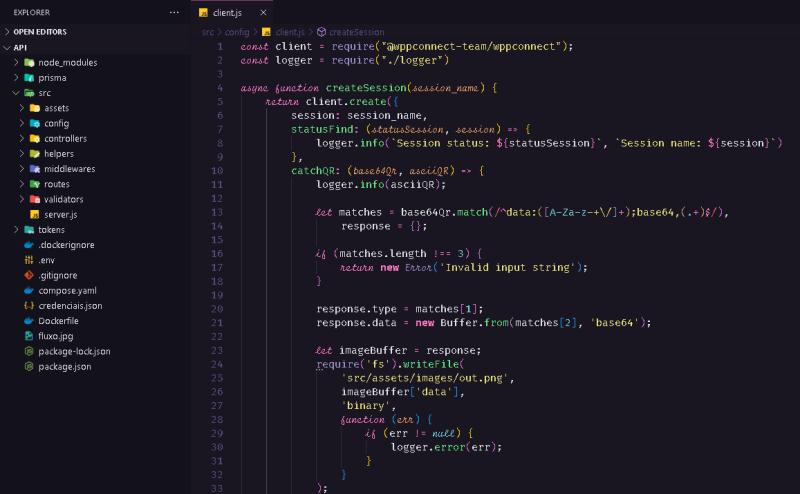 EXPLORER
OPEN EDITORS
API
node_modules
prisma
src
assets
config
controllers
helpers
middlewares
routes
validators
server.js
tokens
.dockerignore
.env
.gitignore
compose.yaml
credenciais.json
Dockerfile
fluxo.jpg
package-lock.json
package.json
client.js
src > config > client.js > createSession
1 const client = require("@wppconnect-team/wppconnect");
2 const logger = require("./logger")
3
4 async function createSession(session_name) {
5 return client.create({
6 session: session_name,
7 statusFind: (statusSession, session) => {
8 logger.info(`Session status: ${statusSession}`, `Session name: ${session}`)
9 },
10 catchQR: (base64Qr, asciiQR) => {
11 logger.info(asciiQR);
12
13 let matches = base64Qr.match(/^data:([A-Za-z-+\/]+);base64,(.+)$/),
14 response = {};
15
16 if (matches.length !== 3) {
17 return new Error('Invalid input string');
18 }
19
20 response.type = matches[1];
21 response.data = new Buffer.from(matches[2], 'base64');
22
23 let imageBuffer = response;
24 require('fs').writeFile(
25 'src/assets/images/out.png',
26 imageBuffer['data'],
27 'binary',
28 function (err) {
29 if (err != null) {
30 logger.error(err);
31 }
32 }
33 );